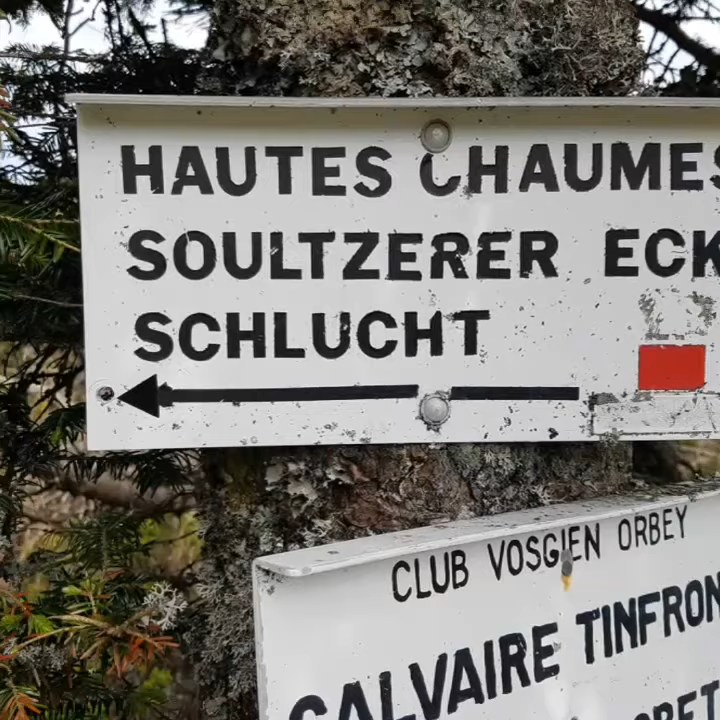 HAUTES CHAUMES
SOULTZERER ECK
SCHLUCHT
CLUB VOSGIEN ORBEY
CALVAIRE TINFRON